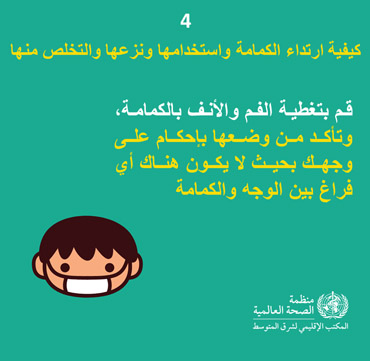 4
كيفية ارتداء الكمامة واستخدامها ونزعها والتخلص منها
قم بتغطية الفم والأنف بالكمامة،
وتأكد من وضعها بإحكام على
وجهك بحيث لا يكون هناك أي
فراغ بين الوجه والكمامة
منظمة
الصحة العالمية
المكتب الإقليمي لشرق المتوسط